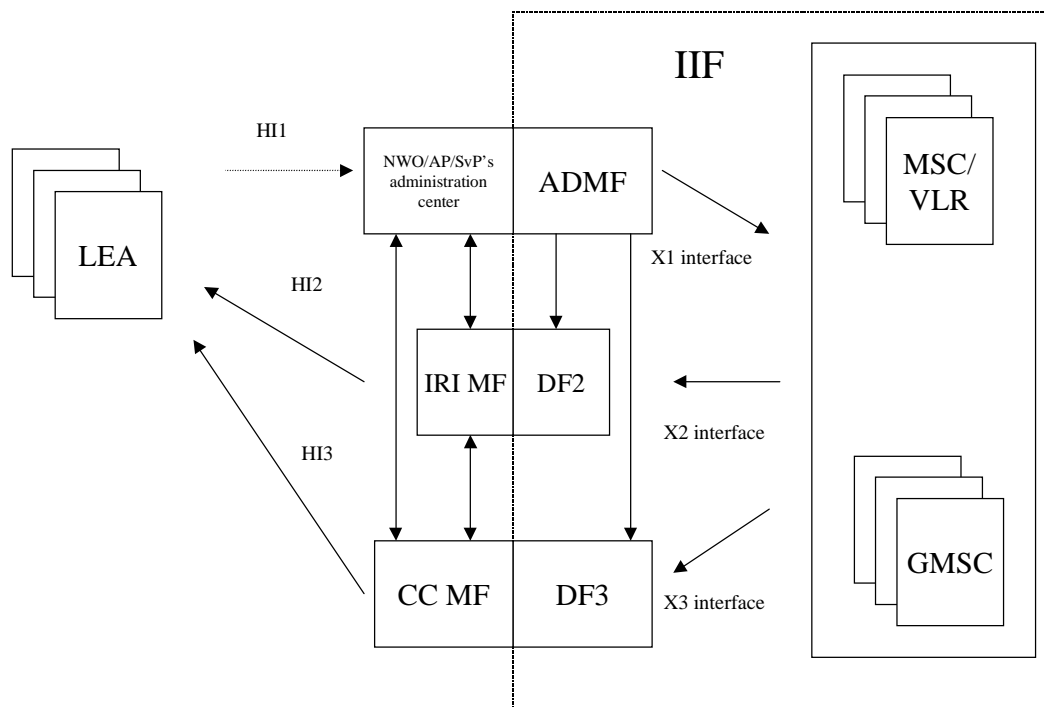 IIF
HI1
NWO/AP/SvP's
administration
center
ADMF
MSC/
VLR
LEA
X1 interface
HI2
IRI MF
DF2
X2 interface
HI3
GMSC
CC MF
DF3
X3 interface